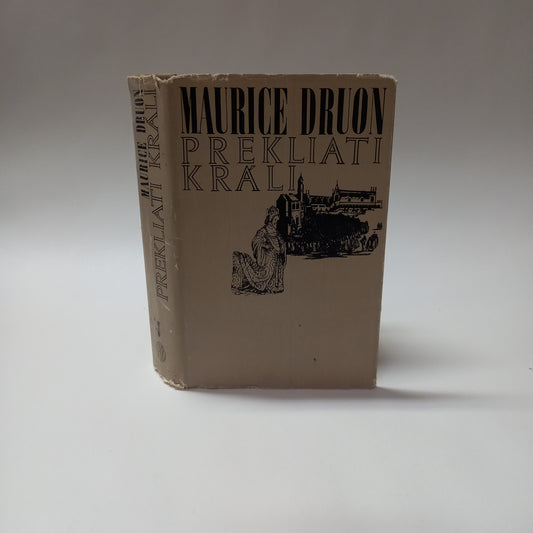 MAURICE DRUON
PREKLIATI
KRÁLI
MAURICE DRUON
PREKLIATI KRÁLI